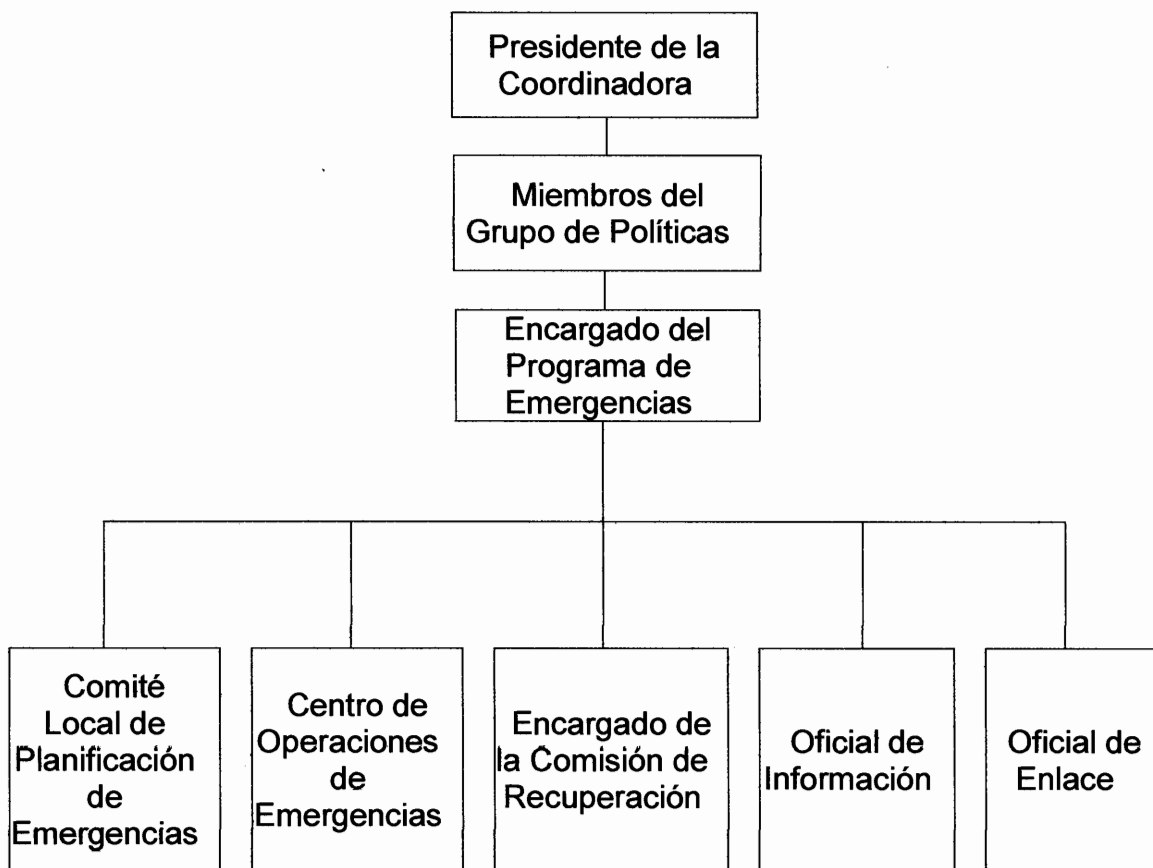 Presidente de la
Coordinadora
Miembros del
Grupo de Políticas
Encargado del
Programa de
Emergencias
Comité
Local de
Planificación
de
Emergencias
Centro de
Operaciones
de
Emergencias
Encargado de
la Comisión de
Recuperación
Oficial de
Información
Oficial de
Enlace